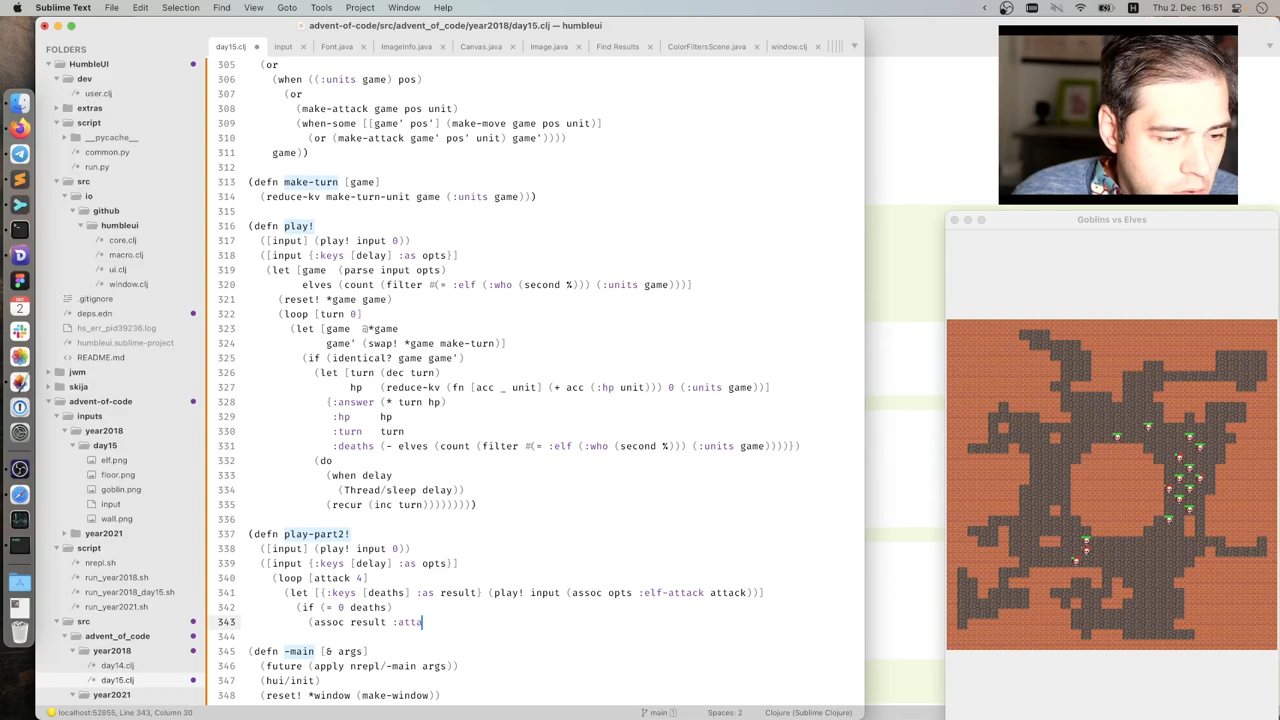 Sublime Text File Edit Selection Find View Goto Tools Project Window Help
Thu 2. Dec 16:51
advent-of-code/src/advent_of_code/year2018/day15.clj — humbleui
FOLDERS
HumbleUI
dev
/* user.clj
extras
script
__pycache__
/* common.py
/* run.py
src
io
github
humbleui
/* core.clj
/* macro.clj
/* ui.clj
/* window.clj
.gitignore
/* deps.edn
hs_err_pid39236.log
humbleui.sublime-project
README.md
jwm
skija
advent-of-code
inputs
year2018
day15
elf.png
floor.png
goblin.png
input
wall.png
year2021
script
nrepl.sh
run_year2018.sh
run_year2018_day15.sh
run_year2021.sh
src
advent_of_code
year2018
/* day14.clj
/* day15.clj
year2021
day15.clj input Font.java ImageInfo.java Canvas.clj Image.java Find Results ColorFiltersScene.java window.clj
305 (or
306 (when ((:units game) pos)
307 (or
308 (make-attack game pos unit)
309 (when-some [[game' pos'] (make-move game pos unit)]
310 (or (make-attack game' pos' unit) game'))))
311 game))
312
313 (defn make-turn [game]
314 (reduce-kv make-turn-unit game (:units game)))
315
316 (defn play!
317 ([input] (play! input 0))
318 ([input {:keys [delay] :as opts}]
319 (let [game (parse input opts)
320 elves (count (filter #(= :elf (:who (second %))) (:units game)))]
321 (reset! *game game)
322 (loop [turn 0]
323 (let [game @*game
324 game' (swap! *game make-turn)]
325 (if (identical? game game')
326 (let [turn (dec turn)
327 hp (reduce-kv (fn [acc _ unit] (+ acc (:hp unit))) 0 (:units game))]
328 {:answer (* turn hp)
329 :hp hp
330 :turn turn
331 :deaths (- elves (count (filter #(= :elf (:who (second %))) (:units game))))})
332 (do
333 (when delay
334 (Thread/sleep delay))
335 (recur (inc turn))))))))
336
337 (defn play-part2!
338 ([input] (play! input 0))
339 ([input {:keys [delay] :as opts}]
340 (loop [attack 4]
341 (let [{:keys [deaths] :as result} (play! input (assoc opts :elf-attack attack))]
342 (if (= 0 deaths)
343 (assoc result :atta
344
345 (defn -main [& args]
346 (future (apply nrepl/-main args))
347 (hui/init)
348 (reset! *window (make-window))
Goblins vs Elves
DEC
2
localhost:52855, Line 343, Column 30
main
Spaces: 2
Clojure (Sublime Clojure)